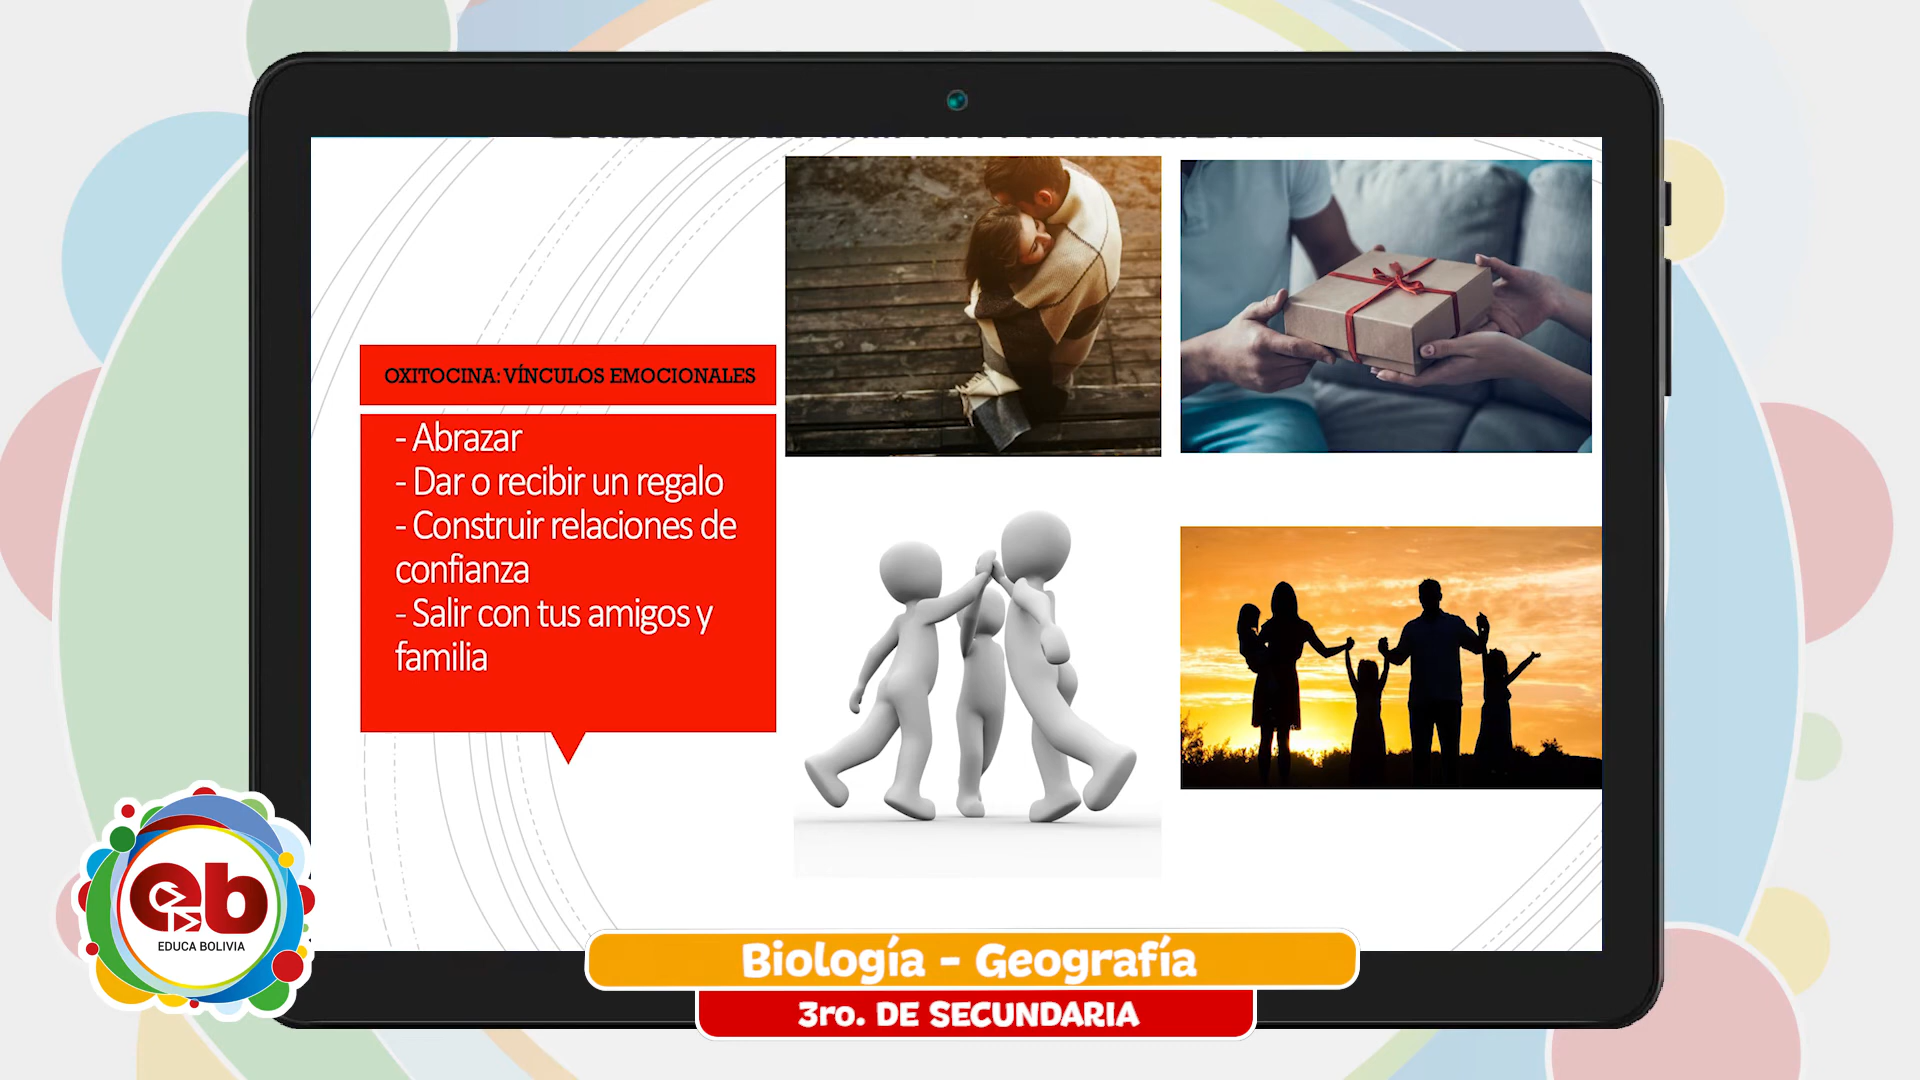 OXITOCINA: VÍNCULOS EMOCIONALES
- Abrazar
- Dar o recibir un regalo
- Construir relaciones de
confianza
- Salir con tus amigos y
familia
eb
EDUCA BOLIVIA
Biología - Geografía
3ro. DE SECUNDARIA